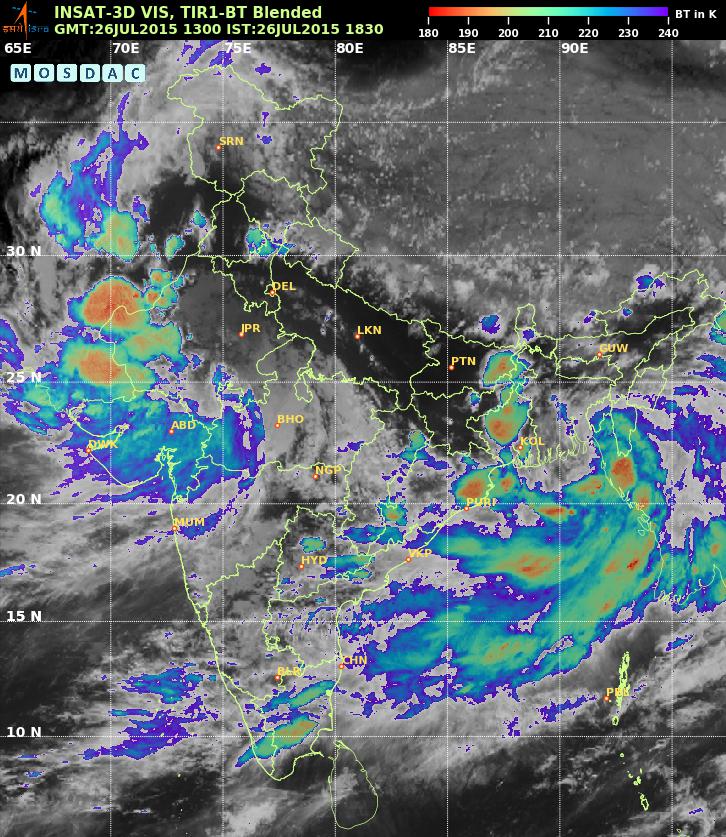 INSAT-3D VIS, TIR1-BT Blended
GMT:26JUL2015 1300 IST:26JUL2015 1830
BT in K
180 190 200 210 220 230 240
65E 70E 75E 80E 85E 90E
MOSDAC
SRN
30 N
DEL
JPR
LKN
GUW
PTN
25 N
BHO
ABD
KOL
DWK
NGP
20 N
PURI
MUM
VKP
HYD
15 N
CHN
BLR
PBL
10 N